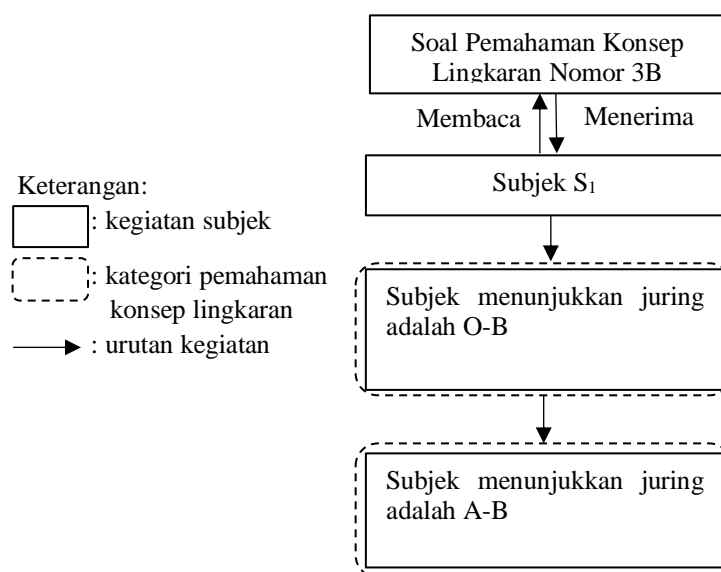 Soal Pemahaman Konsep
Lingkaran Nomor 3B
Membaca
Menerima
Subjek S₁
Keterangan:
: kegiatan subjek
: kategori pemahaman
konsep lingkaran
: urutan kegiatan
Subjek menunjukkan juring
adalah O-B
Subjek menunjukkan juring
adalah A-B